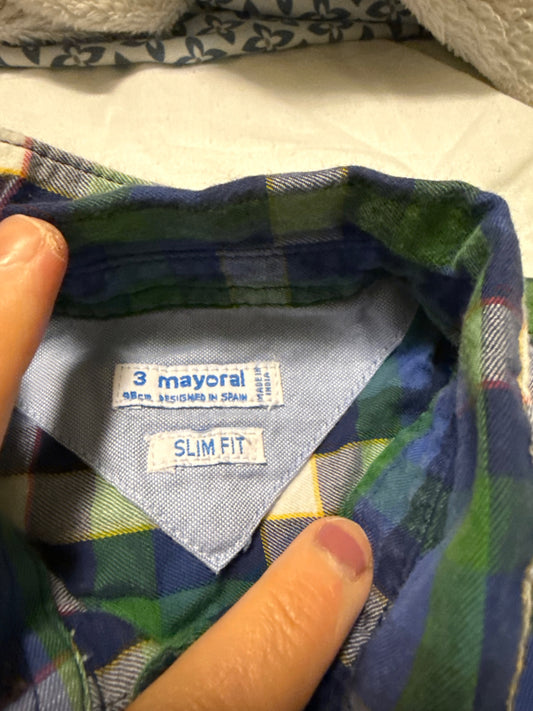 3 mayoral
98cm DESIGNED IN SPAIN
MADE IN INDIA
SLIM FIT